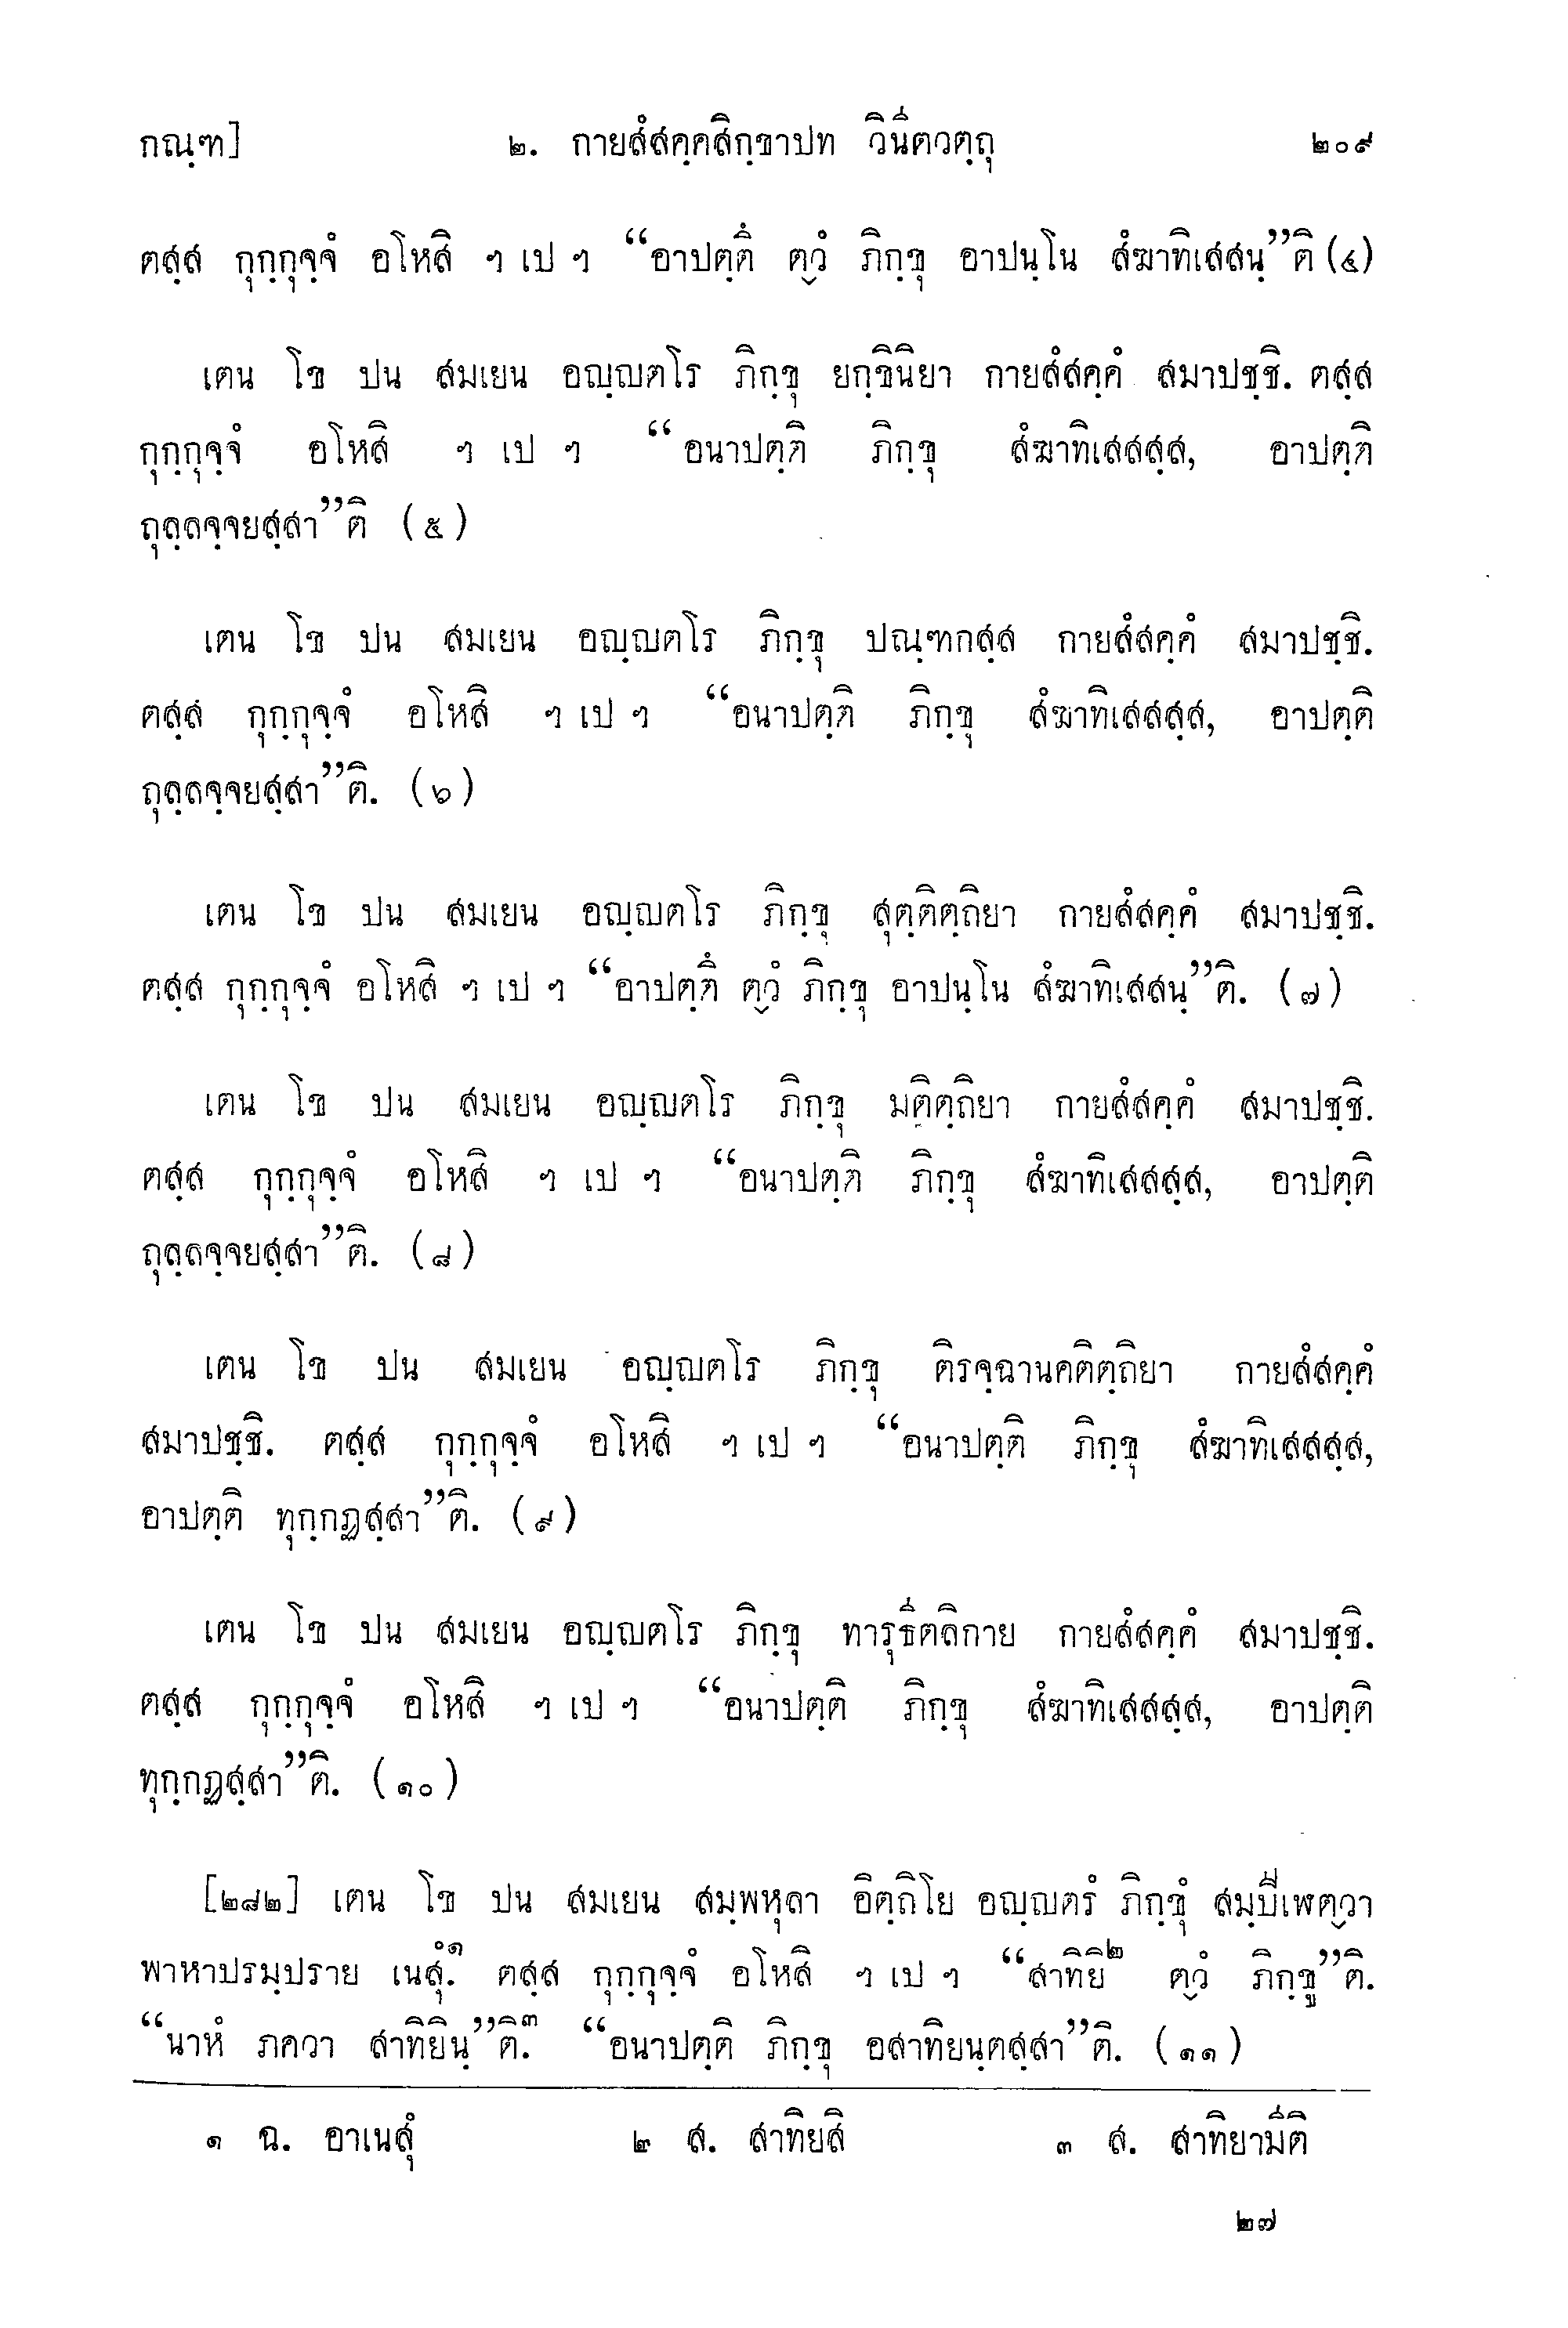 กณฺฑ] ๒. กายสํสคฺคสิกฺขาปท วินีตวตฺถุ ๒๐๙
ตสฺส กุกฺกุจฺจํ อโหสิ ฯ เป ฯ “อาปตฺตึ ตฺวํ ภิกฺขุ อาปนฺโน สํฆาทิเสสนฺ”ติ (๔)
เตน โข ปน สมเยน อญฺญตโร ภิกฺขุ ยกฺขินิยา กายสํสคฺคํ สมาปชฺชิ. ตสฺส
กุกฺกุจฺจํ อโหสิ ฯ เป ฯ “อนาปตฺติ ภิกฺขุ สํฆาทิเสสสฺส, อาปตฺติ
ถุลฺลจฺจยสฺสา”ติ (๕)
เตน โข ปน สมเยน อญฺญตโร ภิกฺขุ ปณฺฑกสฺส กายสํสคฺคํ สมาปชฺชิ.
ตสฺส กุกฺกุจฺจํ อโหสิ ฯ เป ฯ “อนาปตฺติ ภิกฺขุ สํฆาทิเสสสฺส, อาปตฺติ
ถุลฺลจฺจยสฺสา”ติ. (๖)
เตน โข ปน สมเยน อญฺญตโร ภิกฺขุ สุตฺติตฺถิยา กายสํสคฺคํ สมาปชฺชิ.
ตสฺส กุกฺกุจฺจํ อโหสิ ฯ เป ฯ “อาปตฺตึ ตฺวํ ภิกฺขุ อาปนฺโน สํฆาทิเสสนฺ”ติ. (๗)
เตน โข ปน สมเยน อญฺญตโร ภิกฺขุ มติตฺถิยา กายสํสคฺคํ สมาปชฺชิ.
ตสฺส กุกฺกุจฺจํ อโหสิ ฯ เป ฯ “อนาปตฺติ ภิกฺขุ สํฆาทิเสสสฺส, อาปตฺติ
ถุลฺลจฺจยสฺสา”ติ. (๘)
เตน โข ปน สมเยน อญฺญตโร ภิกฺขุ ติรจฺฉานคติตฺถิยา กายสํสคฺคํ
สมาปชฺชิ. ตสฺส กุกฺกุจฺจํ อโหสิ ฯ เป ฯ “อนาปตฺติ ภิกฺขุ สํฆาทิเสสสฺส,
อาปตฺติ ทุกฺกฏสฺสา”ติ. (๙)
เตน โข ปน สมเยน อญฺญตโร ภิกฺขุ ทารุธีตลิกาย กายสํสคฺคํ สมาปชฺชิ.
ตสฺส กุกฺกุจฺจํ อโหสิ ฯ เป ฯ “อนาปตฺติ ภิกฺขุ สํฆาทิเสสสฺส, อาปตฺติ
ทุกฺกฏสฺสา”ติ. (๑๐)
[๒๘๒] เตน โข ปน สมเยน สมฺพหุลา อิตฺถิโย อญฺญตรํ ภิกฺขุํ สมฺปีเฬตฺวา
พาหาปรมฺปราย เนสุํ.๑ ตสฺส กุกฺกุจฺจํ อโหสิ ฯ เป ฯ “สาทิยิ๒ ตฺวํ ภิกฺขู”ติ.
“นาหํ ภควา สาทิยินฺ”ติ.๓ “อนาปตฺติ ภิกฺขุ อสาทิยนฺตสฺสา”ติ. (๑๑)
๑ ฉ. อาเนสุํ ๒ ส. สาทิยสิ ๓ ส. สาทิยามีติ
๒๗